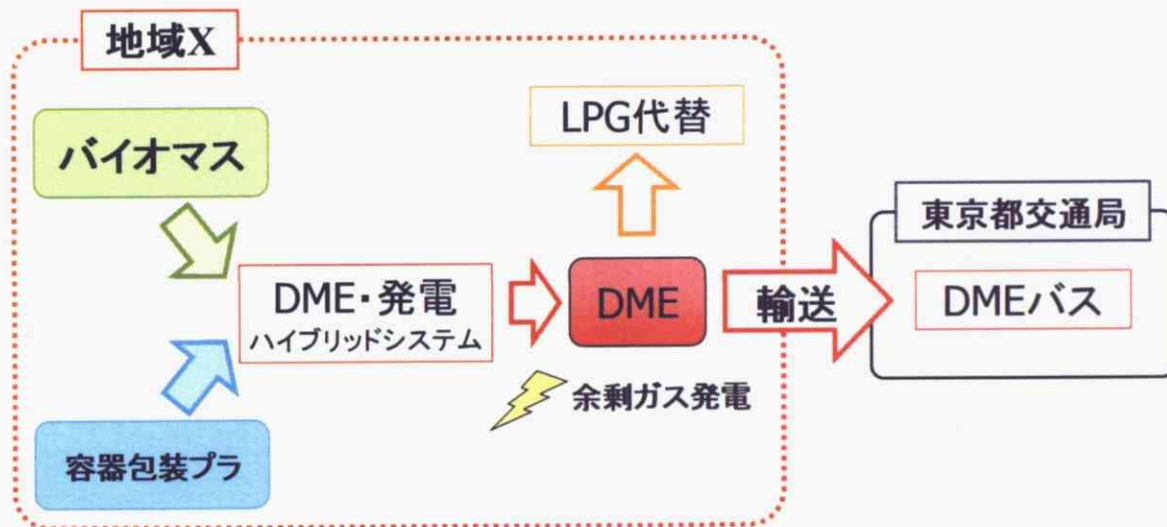 地域X
バイオマス
LPG代替
東京都交通局
DME・発電
ハイブリッドシステム
DME
輸送
DMEバス
余剰ガス発電
容器包装プラ